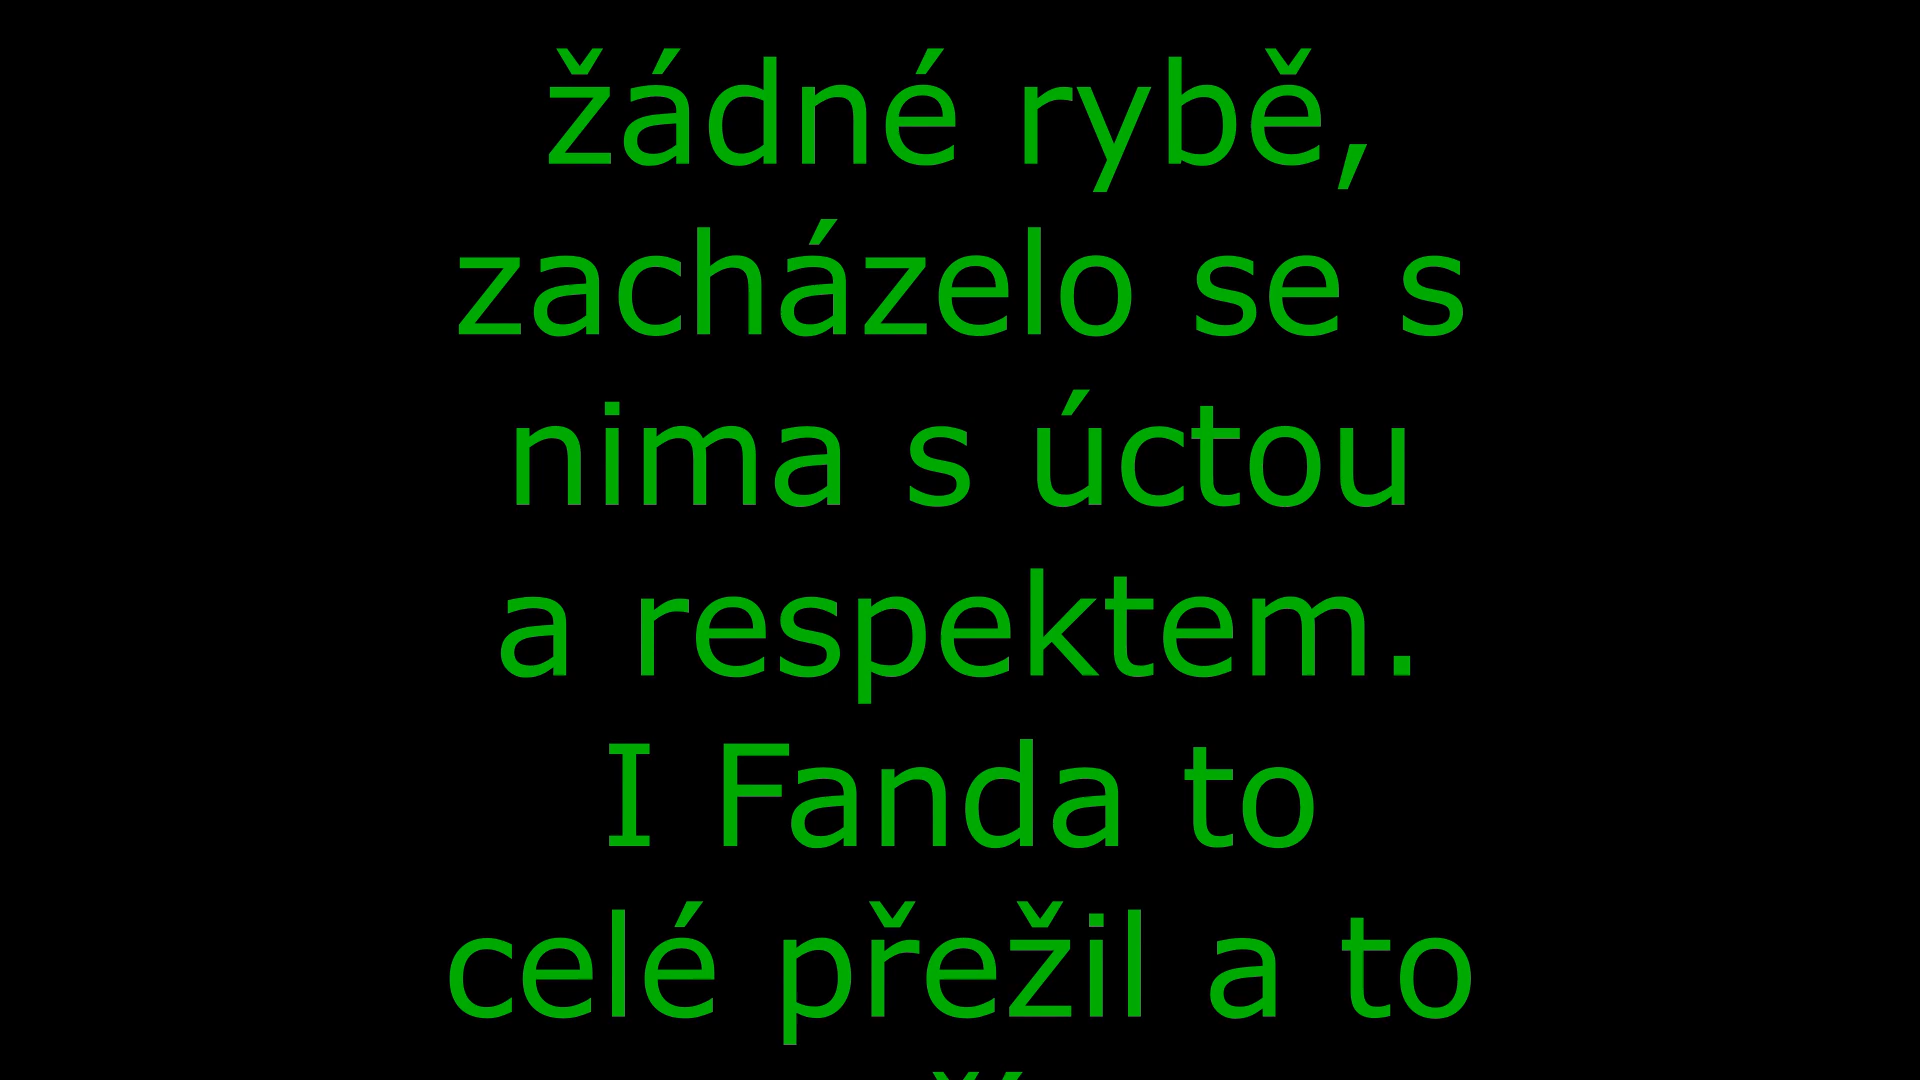 žádné rybě,
zacházelo se s
nima s úctou
a respektem.
I Fanda to
celé přežil a to